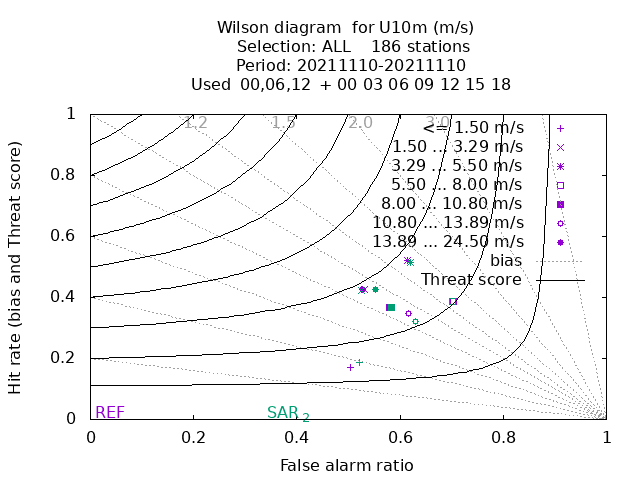 Wilson diagram  for U10m (m/s)
Selection: ALL    186 stations
Period: 20211110-20211110
Used  00,06,12  + 00 03 06 09 12 15 18
1.2 1.5 2.0 3.0
<= 1.50 m/s
1.50 ... 3.29 m/s
3.29 ... 5.50 m/s
5.50 ... 8.00 m/s
8.00 ... 10.80 m/s
10.80 ... 13.89 m/s
13.89 ... 24.50 m/s
bias
Threat score
Hit rate (bias and Threat score)
1
0.8
0.6
0.4
0.2
0
REF SAR 2
0 0.2 0.4 0.6 0.8 1
False alarm ratio